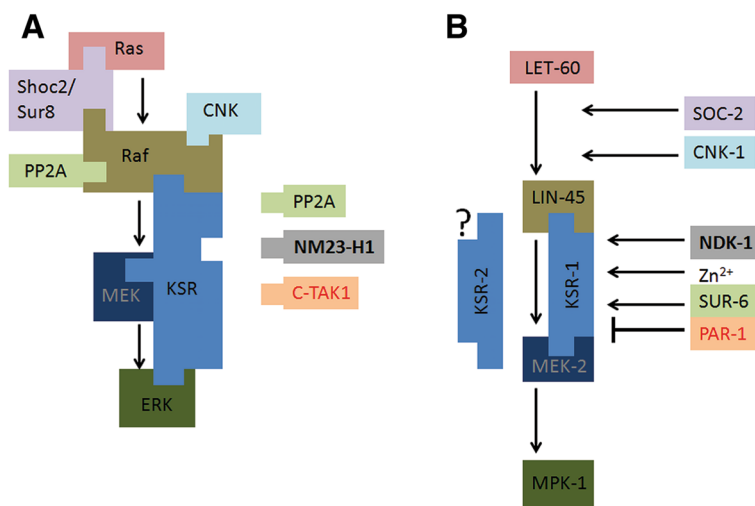 A
Ras
Shoc2/
Sur8
CNK
Raf
PP2A
PP2A
NM23-H1
MEK
KSR
C-TAK1
ERK
B
LET-60
SOC-2
CNK-1
LIN-45
?
NDK-1
KSR-2
KSR-1
Zn²⁺
SUR-6
PAR-1
MEK-2
MPK-1